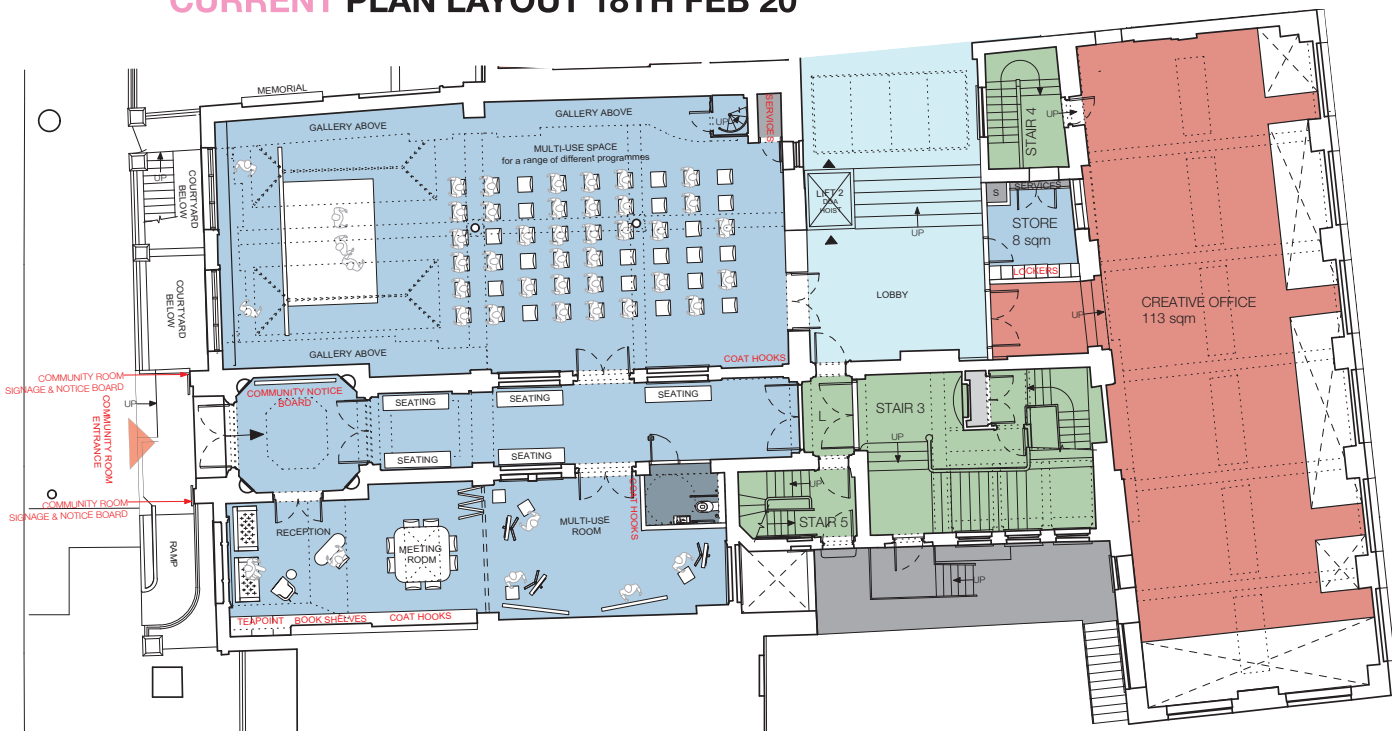 CURRENT PLAN LAYOUT 18TH FEB 20
MEMORIAL
GALLERY ABOVE
GALLERY ABOVE
UP
SERVICES
MULTI-USE SPACE
for a range of different programmes
UP
COURTYARD
BELOW
COURTYARD
BELOW
GALLERY ABOVE
COAT HOOKS
LIFT 2
DDA
HOIST
UP
LOBBY
STAIR 4
UP
S
SERVICES
STORE
8 sqm
LOCKERS
UP
CREATIVE OFFICE
113 sqm
COMMUNITY ROOM
SIGNAGE & NOTICE BOARD
UP
COMMUNITY ROOM
ENTRANCE
COMMUNITY ROOM
SIGNAGE & NOTICE BOARD
RAMP
COMMUNITY NOTICE
BOARD
SEATING
SEATING
SEATING
SEATING
SEATING
L
STAIR 3
UP
UP
STAIR 5
UP
RECEPTION
MEETING
ROOM
MULTI-USE
ROOM
COAT HOOKS
TEAPOINT
BOOK SHELVES
COAT HOOKS